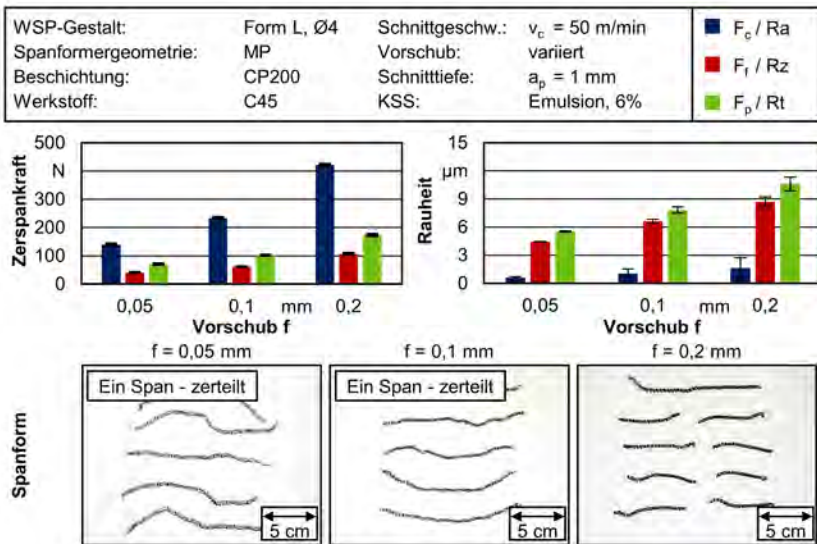 WSP-Gestalt: Form L, Ø4 Schnittgeschw.: v_c = 50 m/min
Spanformergeometrie: MP Vorschub: variiert
Beschichtung: CP200 Schnitttiefe: a_p = 1 mm
Werkstoff: C45 KSS: Emulsion, 6%
F_c / Ra
F_f / Rz
F_p / Rt
Zerspankraft
500
N
300
200
100
0
0,05 0,1 mm 0,2
Vorschub f
Rauheit
15
µm
9
6
3
0
0,05 0,1 mm 0,2
Vorschub f
Spanform
f = 0,05 mm
Ein Span - zerteilt
5 cm
f = 0,1 mm
Ein Span - zerteilt
5 cm
f = 0,2 mm
5 cm